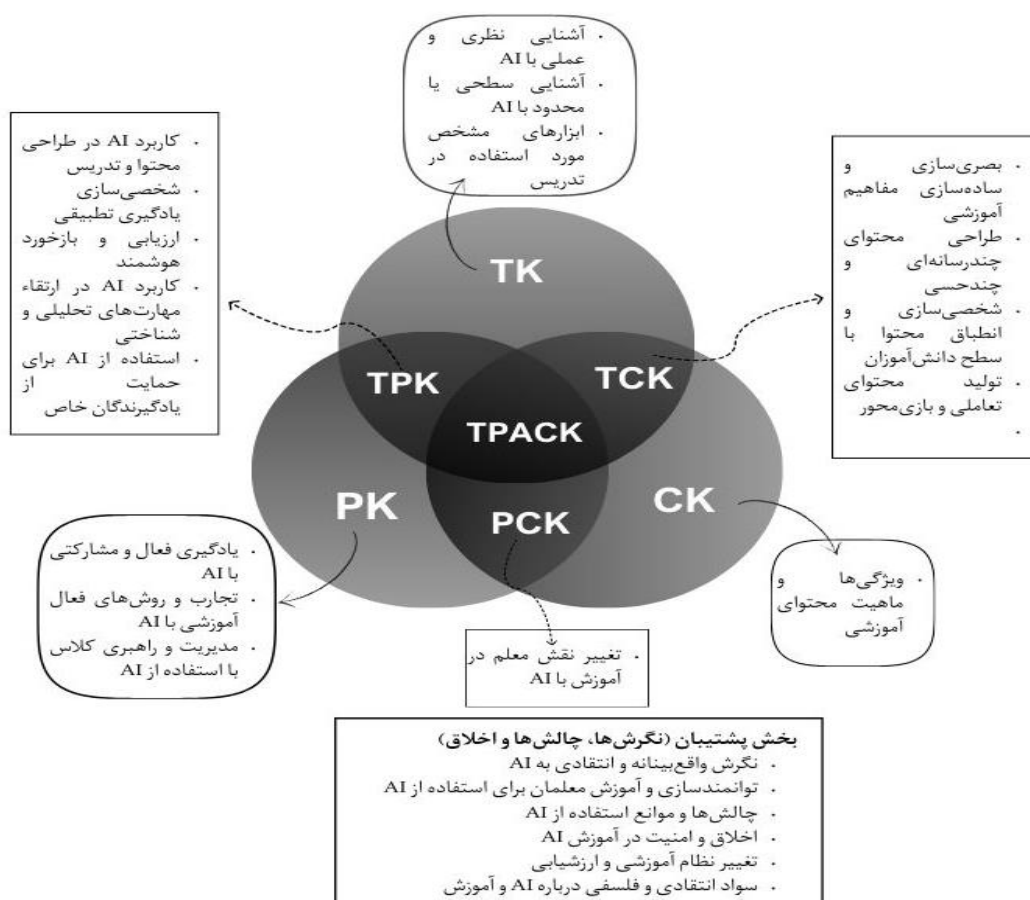 · آشنایی نظری و
عملی با AI
· آشنایی سطحی یا
محدود با AI
· ابزارهای مشخص
مورد استفاده در
تدریس
· کاربرد AI در طراحی
محتوا و تدریس
· شخصی‌سازی
یادگیری تطبیقی
· ارزیابی و بازخورد
هوشمند
· کاربرد AI در ارتقاء
مهارت‌های تحلیلی و
شناختی
· استفاده از AI برای
حمایت از
یادگیرندگان خاص
· بصری‌سازی و
ساده‌سازی مفاهیم
آموزشی
· طراحی محتوای
چندرسانه‌ای و
چندحسی
· شخصی‌سازی و
انطباق محتوا با
سطح دانش‌آموزان
· تولید محتوای
تعاملی و بازی‌محور
·
TK
TPK
TCK
TPACK
PK
CK
PCK
· یادگیری فعال و مشارکتی
با AI
· تجارب و روش‌های فعال
آموزشی با AI
· مدیریت و راهبری کلاس
با استفاده از AI
· ویژگی‌ها و
ماهیت محتوای
آموزشی
· تغییر نقش معلم در
آموزش با AI
بخش پشتیبان (نگرش‌ها، چالش‌ها و اخلاق)
· نگرش واقع‌بینانه و انتقادی به AI
· توانمندسازی و آموزش معلمان برای استفاده از AI
· چالش‌ها و موانع استفاده از AI
· اخلاق و امنیت در آموزش AI
· تغییر نظام آموزشی و ارزشیابی
· سواد انتقادی و فلسفی درباره AI و آموزش